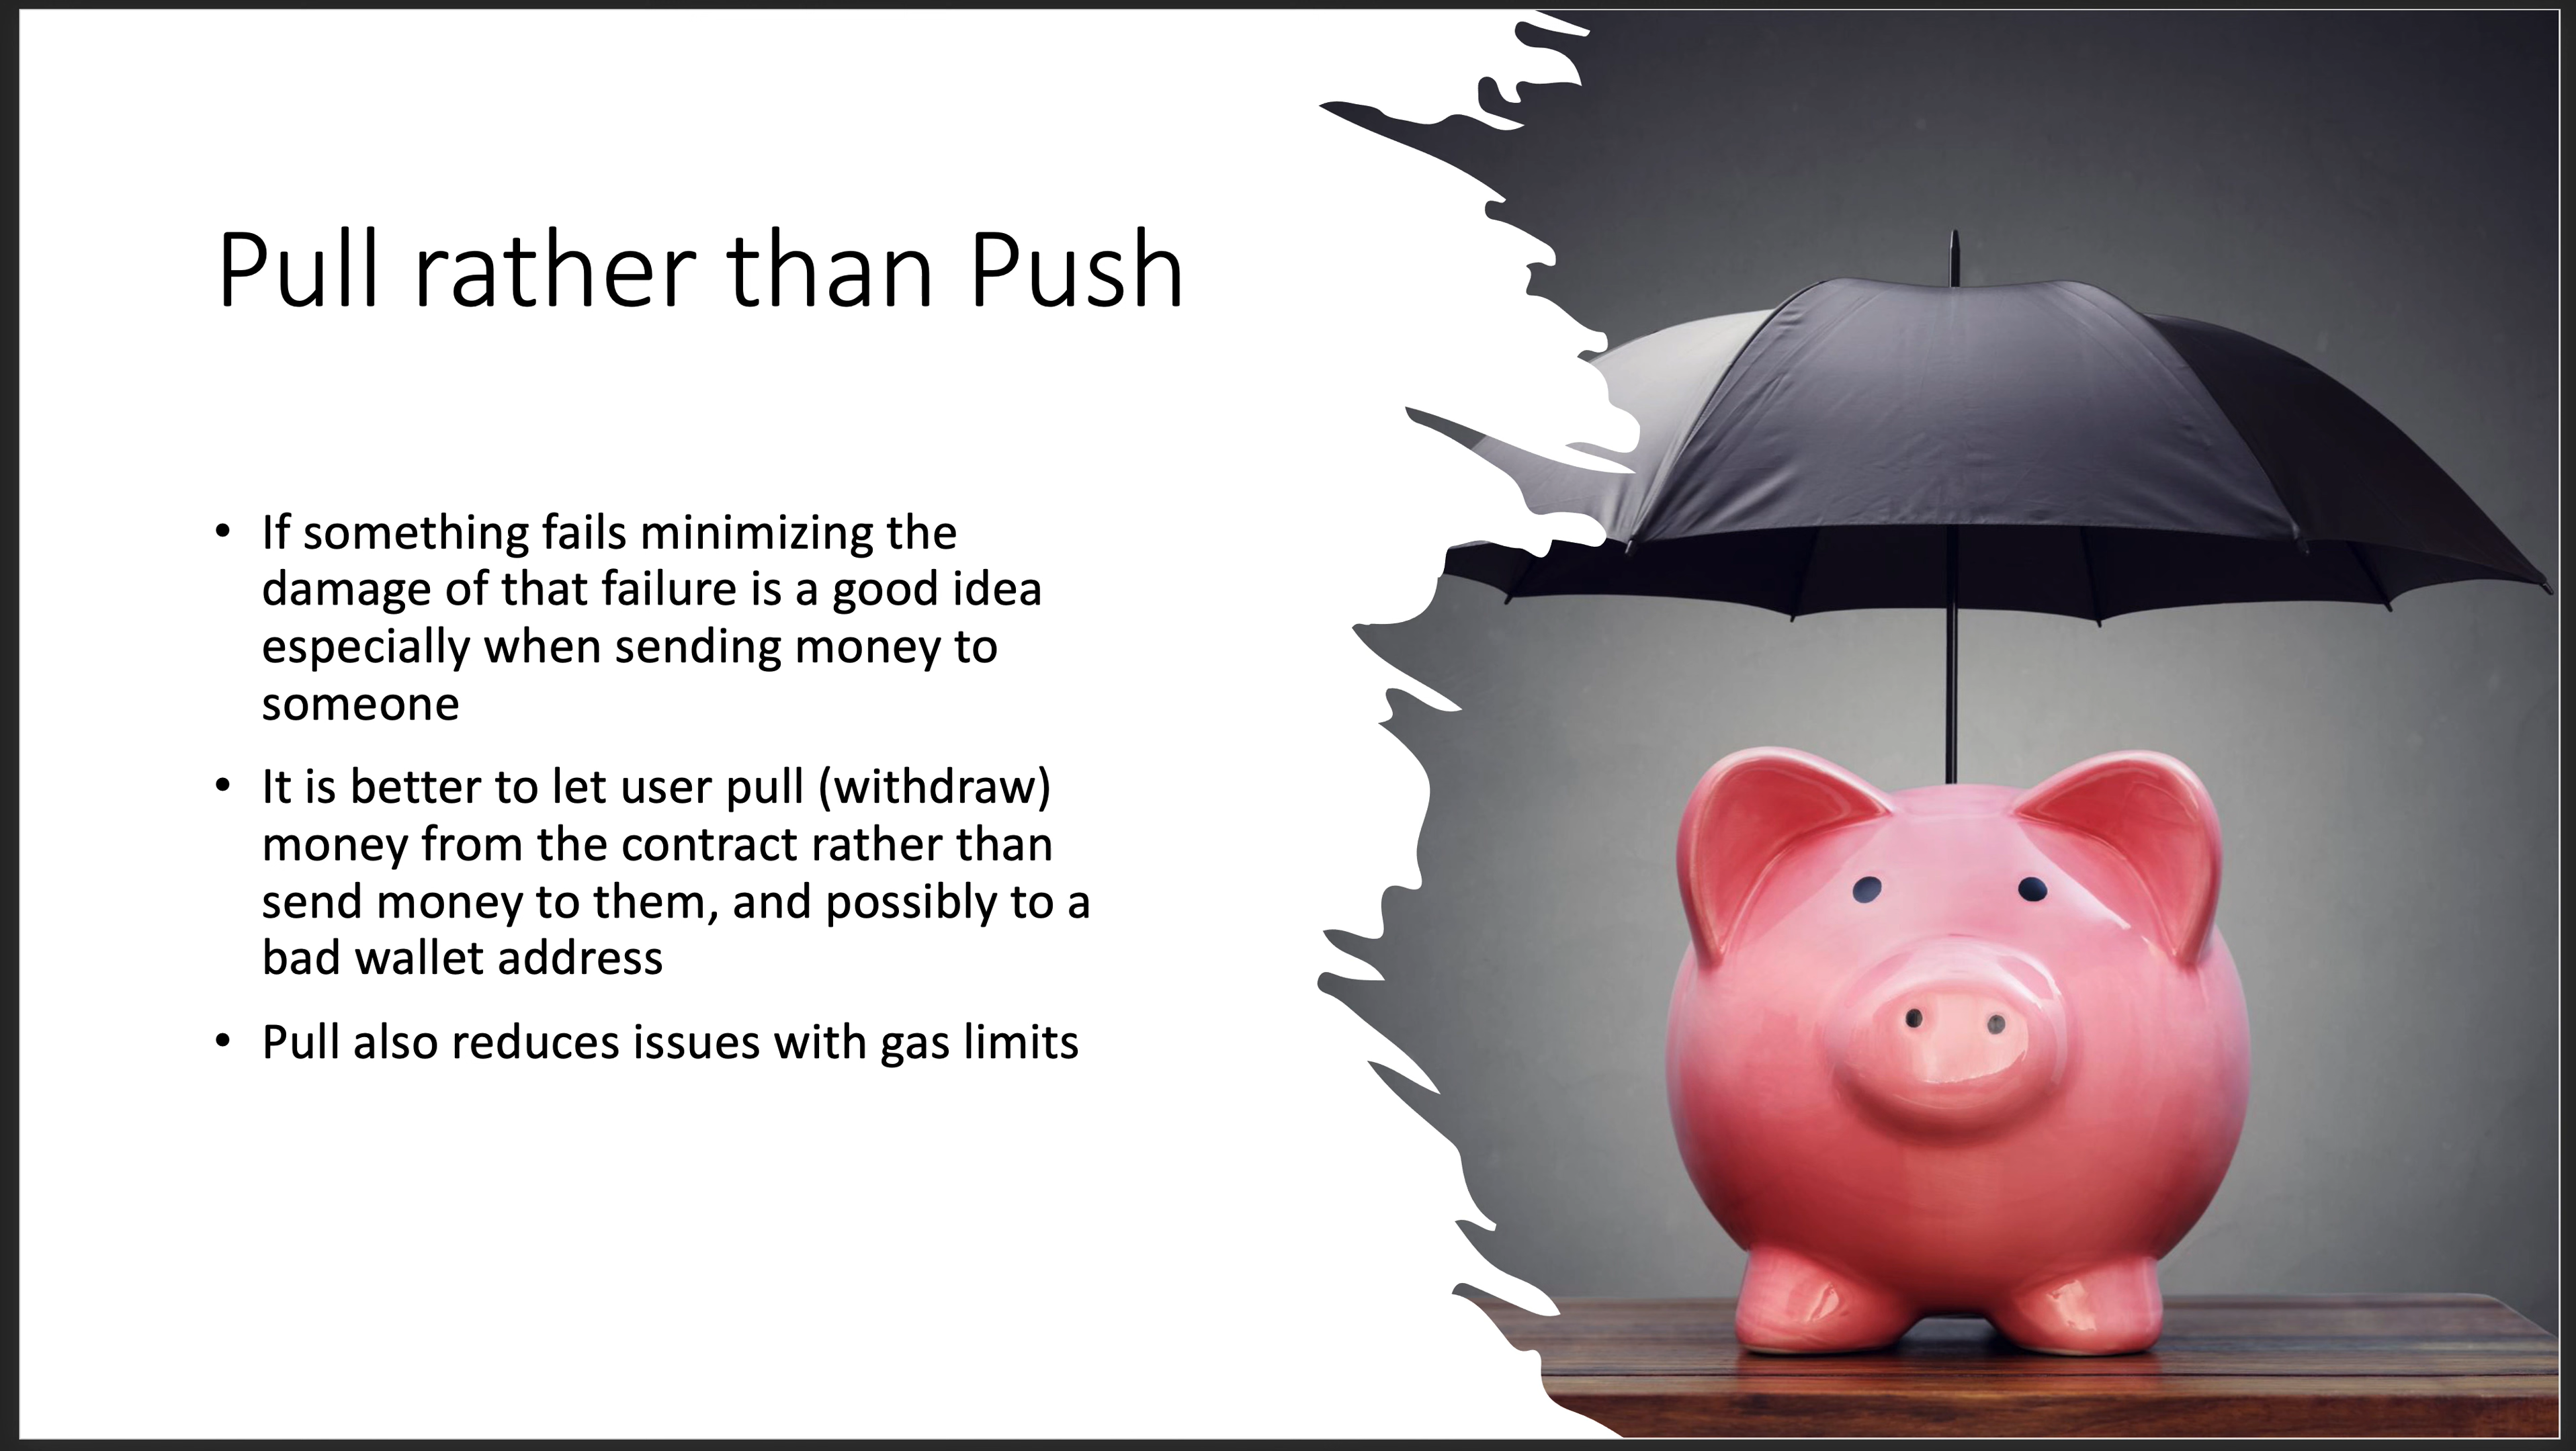 Pull rather than Push
• If something fails minimizing the
damage of that failure is a good idea
especially when sending money to
someone
• It is better to let user pull (withdraw)
money from the contract rather than
send money to them, and possibly to a
bad wallet address
• Pull also reduces issues with gas limits